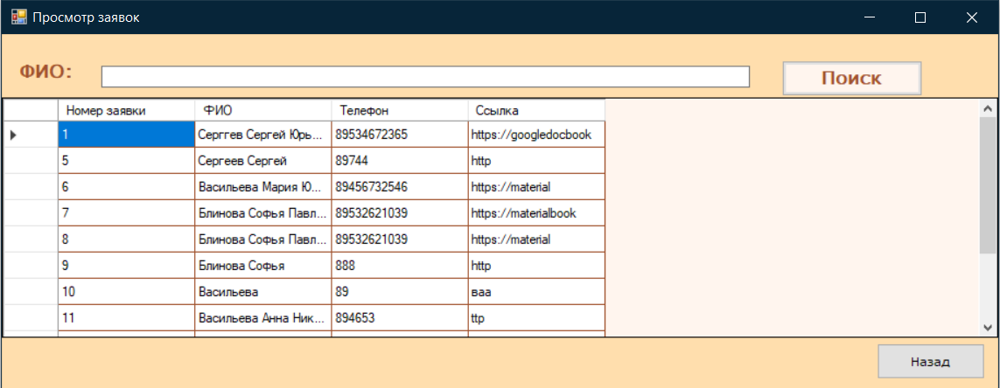 Просмотр заявок
ФИО:
Поиск
Номер заявки ФИО Телефон Ссылка
1 Серггев Сергей Юрь... 89534672365 https://googledocbook
5 Сергеев Сергей 89744 http
6 Васильева Мария Ю... 89456732546 https://material
7 Блинова Софья Павл... 89532621039 https://materialbook
8 Блинова Софья Павл... 89532621039 https://material
9 Блинова Софья 888 http
10 Васильева 89 ваа
11 Васильева Анна Ник... 894653 ttp
Назад